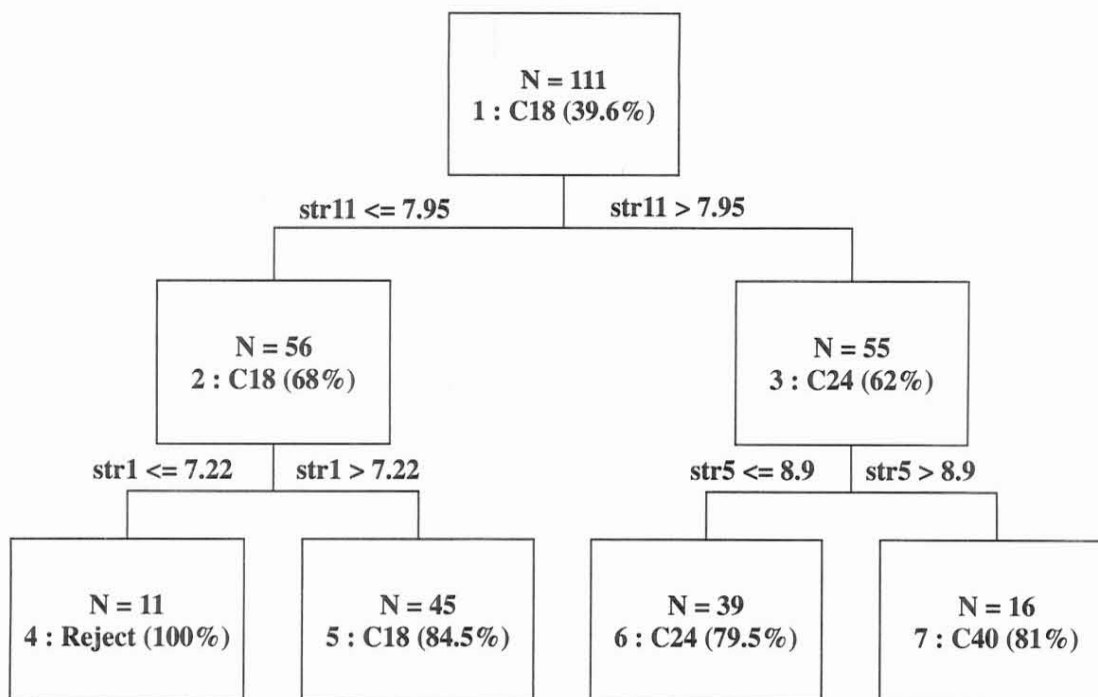 N = 111
1 : C18 (39.6%)
str11 <= 7.95
str11 > 7.95
N = 56
2 : C18 (68%)
N = 55
3 : C24 (62%)
str1 <= 7.22
str1 > 7.22
str5 <= 8.9
str5 > 8.9
N = 11
4 : Reject (100%)
N = 45
5 : C18 (84.5%)
N = 39
6 : C24 (79.5%)
N = 16
7 : C40 (81%)